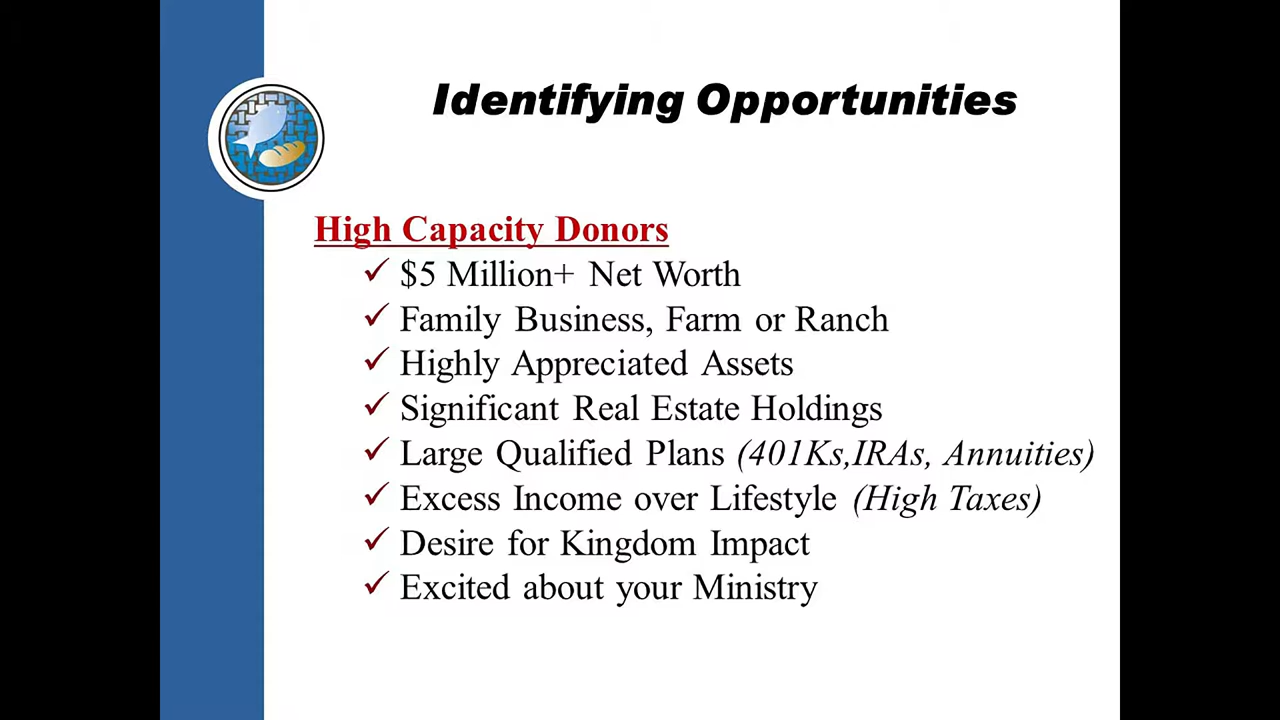 Identifying Opportunities
High Capacity Donors
✓ $5 Million+ Net Worth
✓ Family Business, Farm or Ranch
✓ Highly Appreciated Assets
✓ Significant Real Estate Holdings
✓ Large Qualified Plans (401Ks,IRAs, Annuities)
✓ Excess Income over Lifestyle (High Taxes)
✓ Desire for Kingdom Impact
✓ Excited about your Ministry